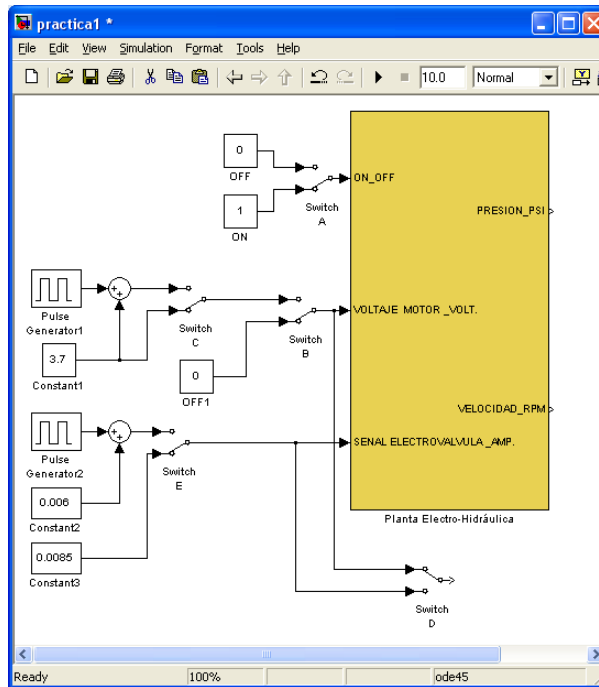 practica1 *
File Edit View Simulation Format Tools Help
10.0 Normal
0
OFF
1
ON
Switch
A
ON_OFF
PRESION_PSI
Pulse
Generator1
3.7
Constant1
Switch
C
0
OFF1
Switch
B
VOLTAJE MOTOR _VOLT.
VELOCIDAD_RPM
Pulse
Generator2
0.006
Constant2
0.0085
Constant3
Switch
E
SENAL ELECTROVALVULA _AMP.
Planta Electro-Hidráulica
Switch
D
Ready 100% ode45